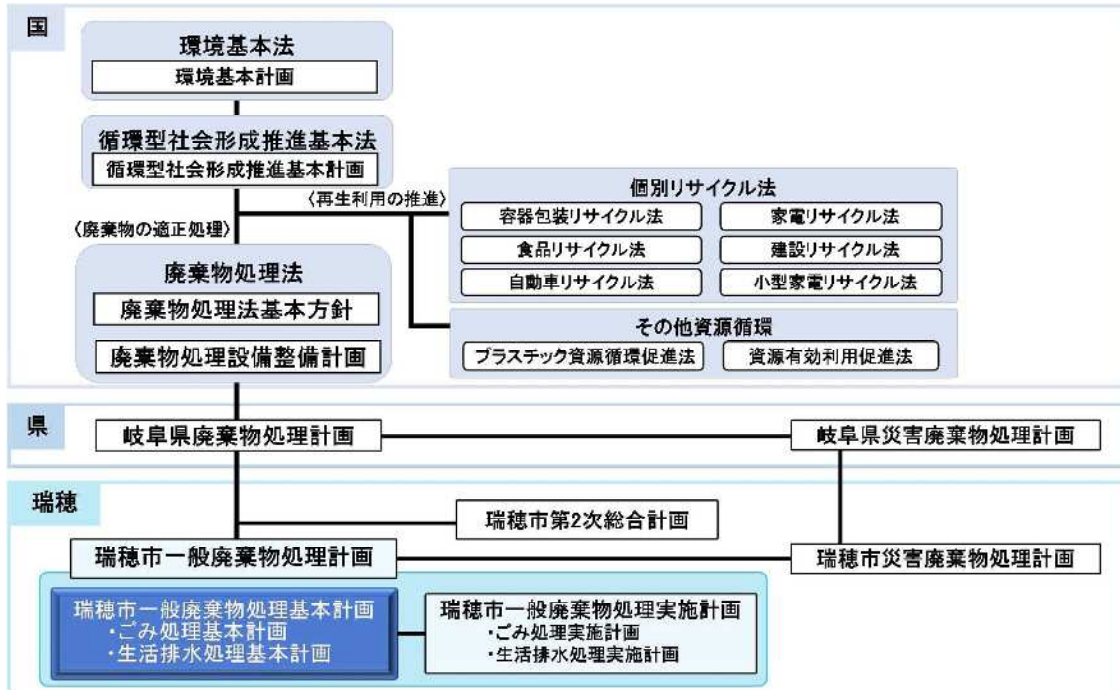 国
環境基本法
環境基本計画
循環型社会形成推進基本法
循環型社会形成推進基本計画
〈再生利用の推進〉
〈廃棄物の適正処理〉
個別リサイクル法
容器包装リサイクル法
家電リサイクル法
食品リサイクル法
建設リサイクル法
自動車リサイクル法
小型家電リサイクル法
廃棄物処理法
廃棄物処理法基本方針
廃棄物処理設備整備計画
その他資源循環
プラスチック資源循環促進法
資源有効利用促進法
県
岐阜県廃棄物処理計画
岐阜県災害廃棄物処理計画
瑞穂
瑞穂市第2次総合計画
瑞穂市一般廃棄物処理計画
瑞穂市災害廃棄物処理計画
瑞穂市一般廃棄物処理基本計画
・ごみ処理基本計画
・生活排水処理基本計画
瑞穂市一般廃棄物処理実施計画
・ごみ処理実施計画
・生活排水処理実施計画